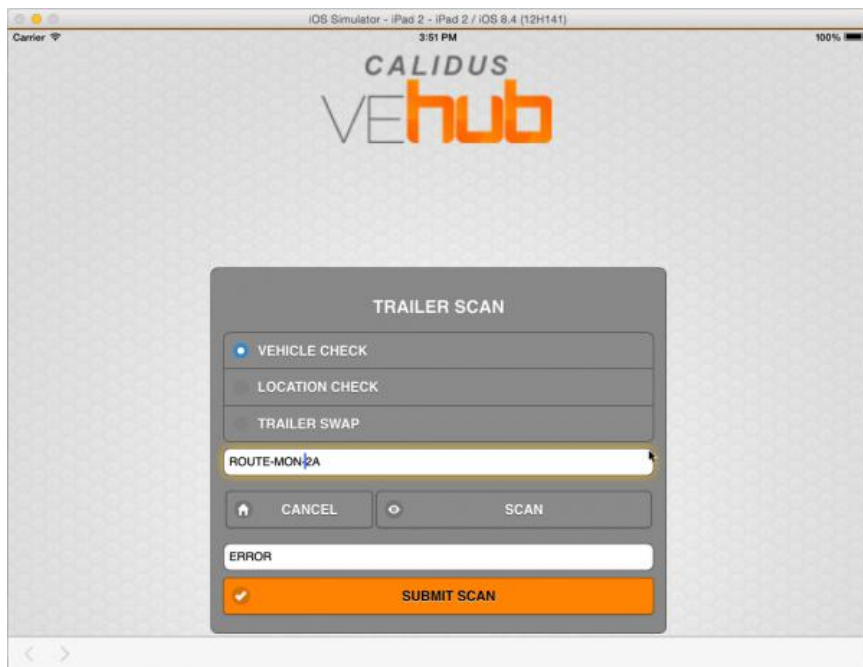 iOS Simulator - iPad 2 - iPad 2 / iOS 8.4 (12H141)
Carrier 3:51 PM 100%
CALIDUS
VEhub
TRAILER SCAN
VEHICLE CHECK
LOCATION CHECK
TRAILER SWAP
ROUTE-MON-2A
CANCEL SCAN
ERROR
SUBMIT SCAN